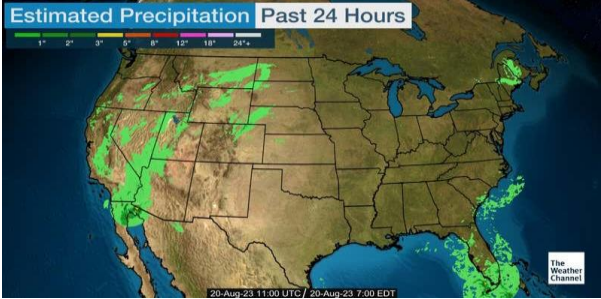 Estimated Precipitation Past 24 Hours
1" 2" 3" 5" 8" 12" 18" 24"+
The
Weather
Channel
20-Aug-23 11:00 UTC / 20-Aug-23 7:00 EDT